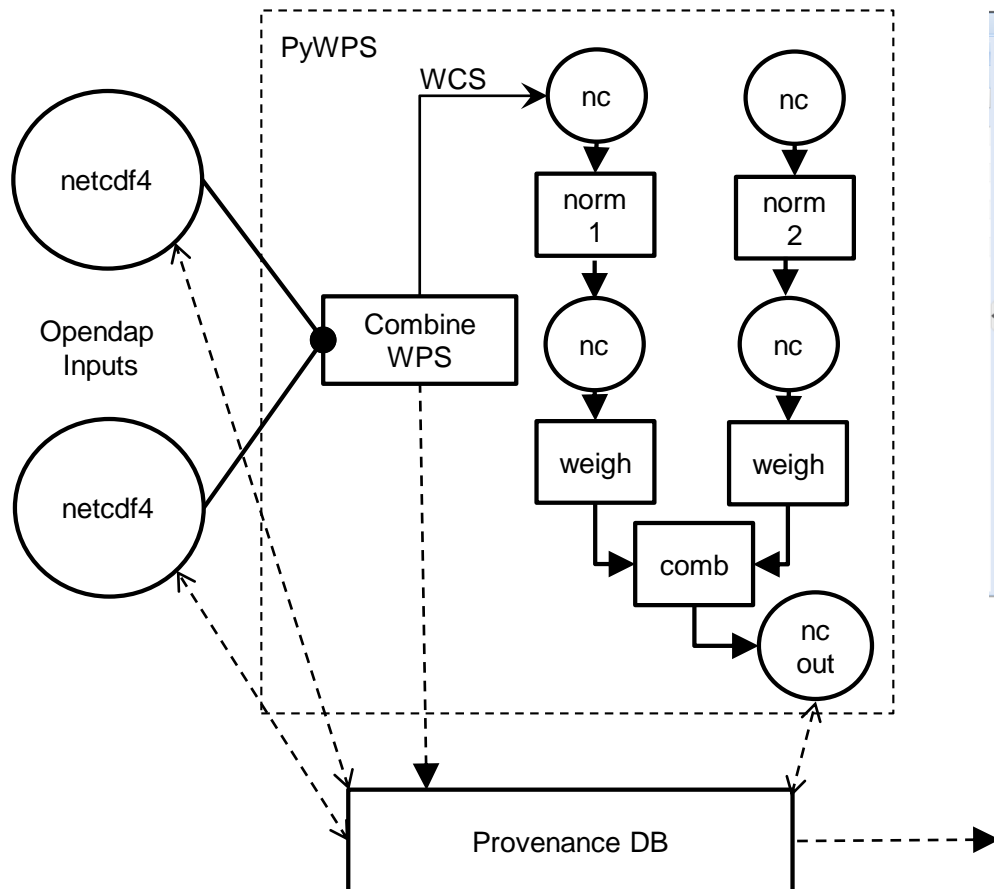 PyWPS
WCS
nc
nc
netcdf4
norm
1
norm
2
Opendap
Inputs
Combine
WPS
nc
nc
weigh
weigh
netcdf4
comb
nc
out
Provenance DB